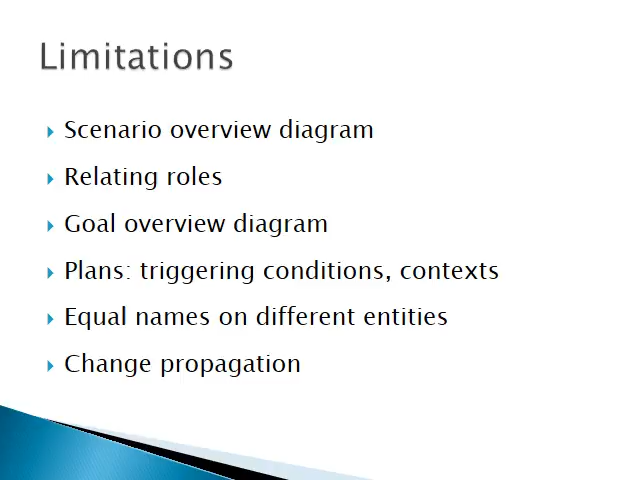 Limitations
Scenario overview diagram
Relating roles
Goal overview diagram
Plans: triggering conditions, contexts
Equal names on different entities
Change propagation